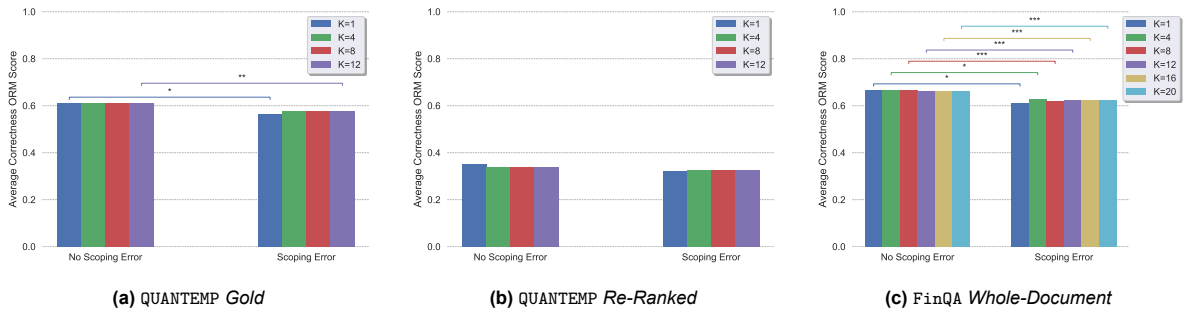 Average Correctness ORM Score
1.0
0.8
0.6
0.4
0.2
0.0
K=1
K=4
K=8
K=12
**
*
No Scoping Error
Scoping Error
(a) QUANTEMP Gold
Average Correctness ORM Score
1.0
0.8
0.6
0.4
0.2
0.0
K=1
K=4
K=8
K=12
No Scoping Error
Scoping Error
(b) QUANTEMP Re-Ranked
Average Correctness ORM Score
1.0
0.8
0.6
0.4
0.2
0.0
K=1
K=4
K=8
K=12
K=16
K=20
***
***
***
***
*
*
No Scoping Error
Scoping Error
(c) FinQA Whole-Document